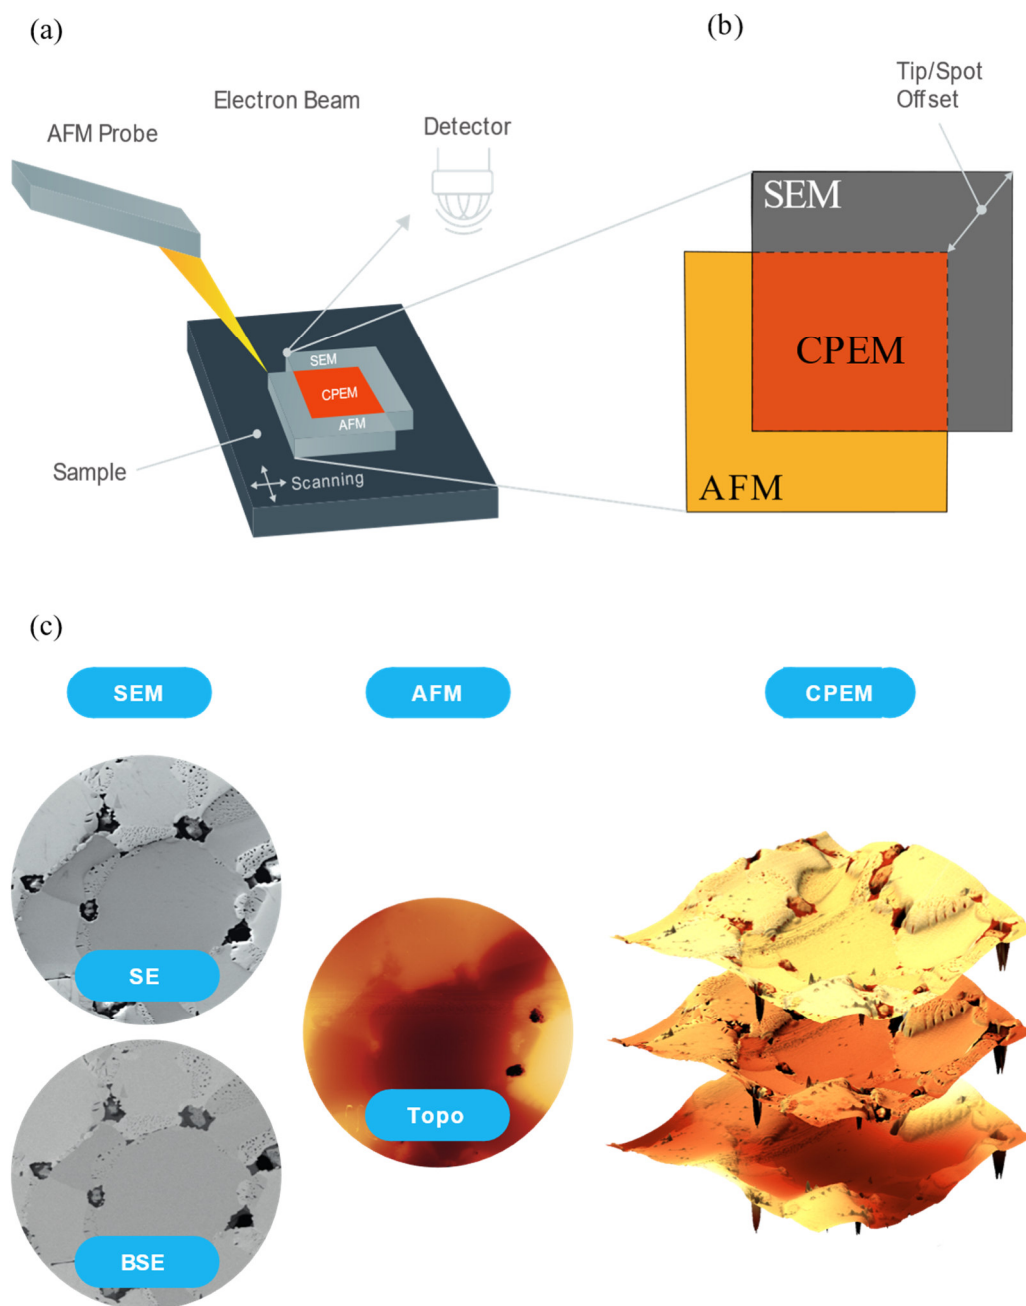 (a)
(b)
Electron Beam
AFM Probe
Detector
Tip/Spot
Offset
SEM
CPEM
AFM
Sample
Scanning
SEM
CPEM
AFM
(c)
SEM
AFM
CPEM
SE
Topo
BSE